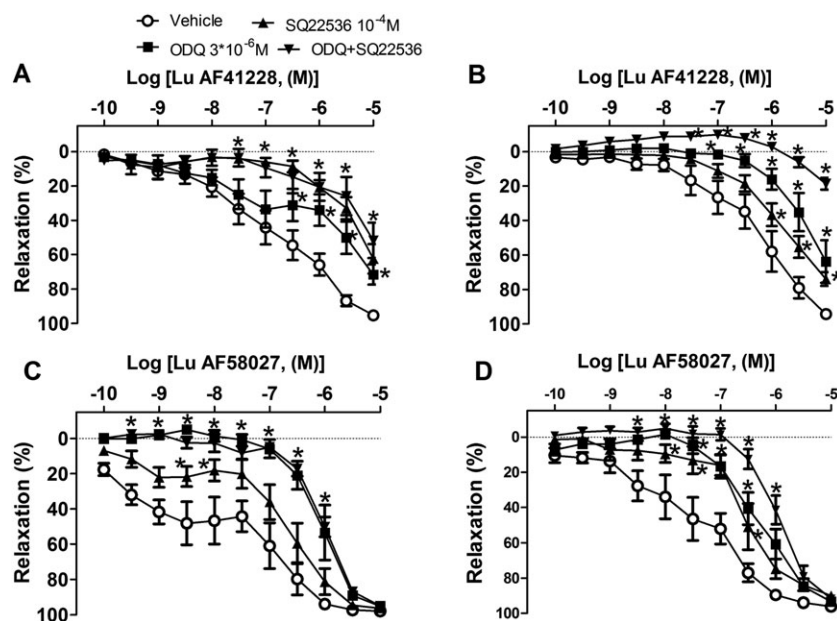 Vehicle SQ22536 10⁻⁴M
ODQ 3*10⁻⁶M ODQ+SQ22536
A
Log [Lu AF41228, (M)]
-10 -9 -8 -7 -6 -5
Relaxation (%)
0
20
40
60
80
100
* * * * * * * * * *
B
Log [Lu AF41228, (M)]
-10 -9 -8 -7 -6 -5
Relaxation (%)
0
20
40
60
80
100
* * * * * * * * * * * * * *
C
Log [Lu AF58027, (M)]
-10 -9 -8 -7 -6 -5
Relaxation (%)
0
20
40
60
80
100
* * * * * * * * * *
D
Log [Lu AF58027, (M)]
-10 -9 -8 -7 -6 -5
Relaxation (%)
0
20
40
60
80
100
* * * * * * * * * * * *